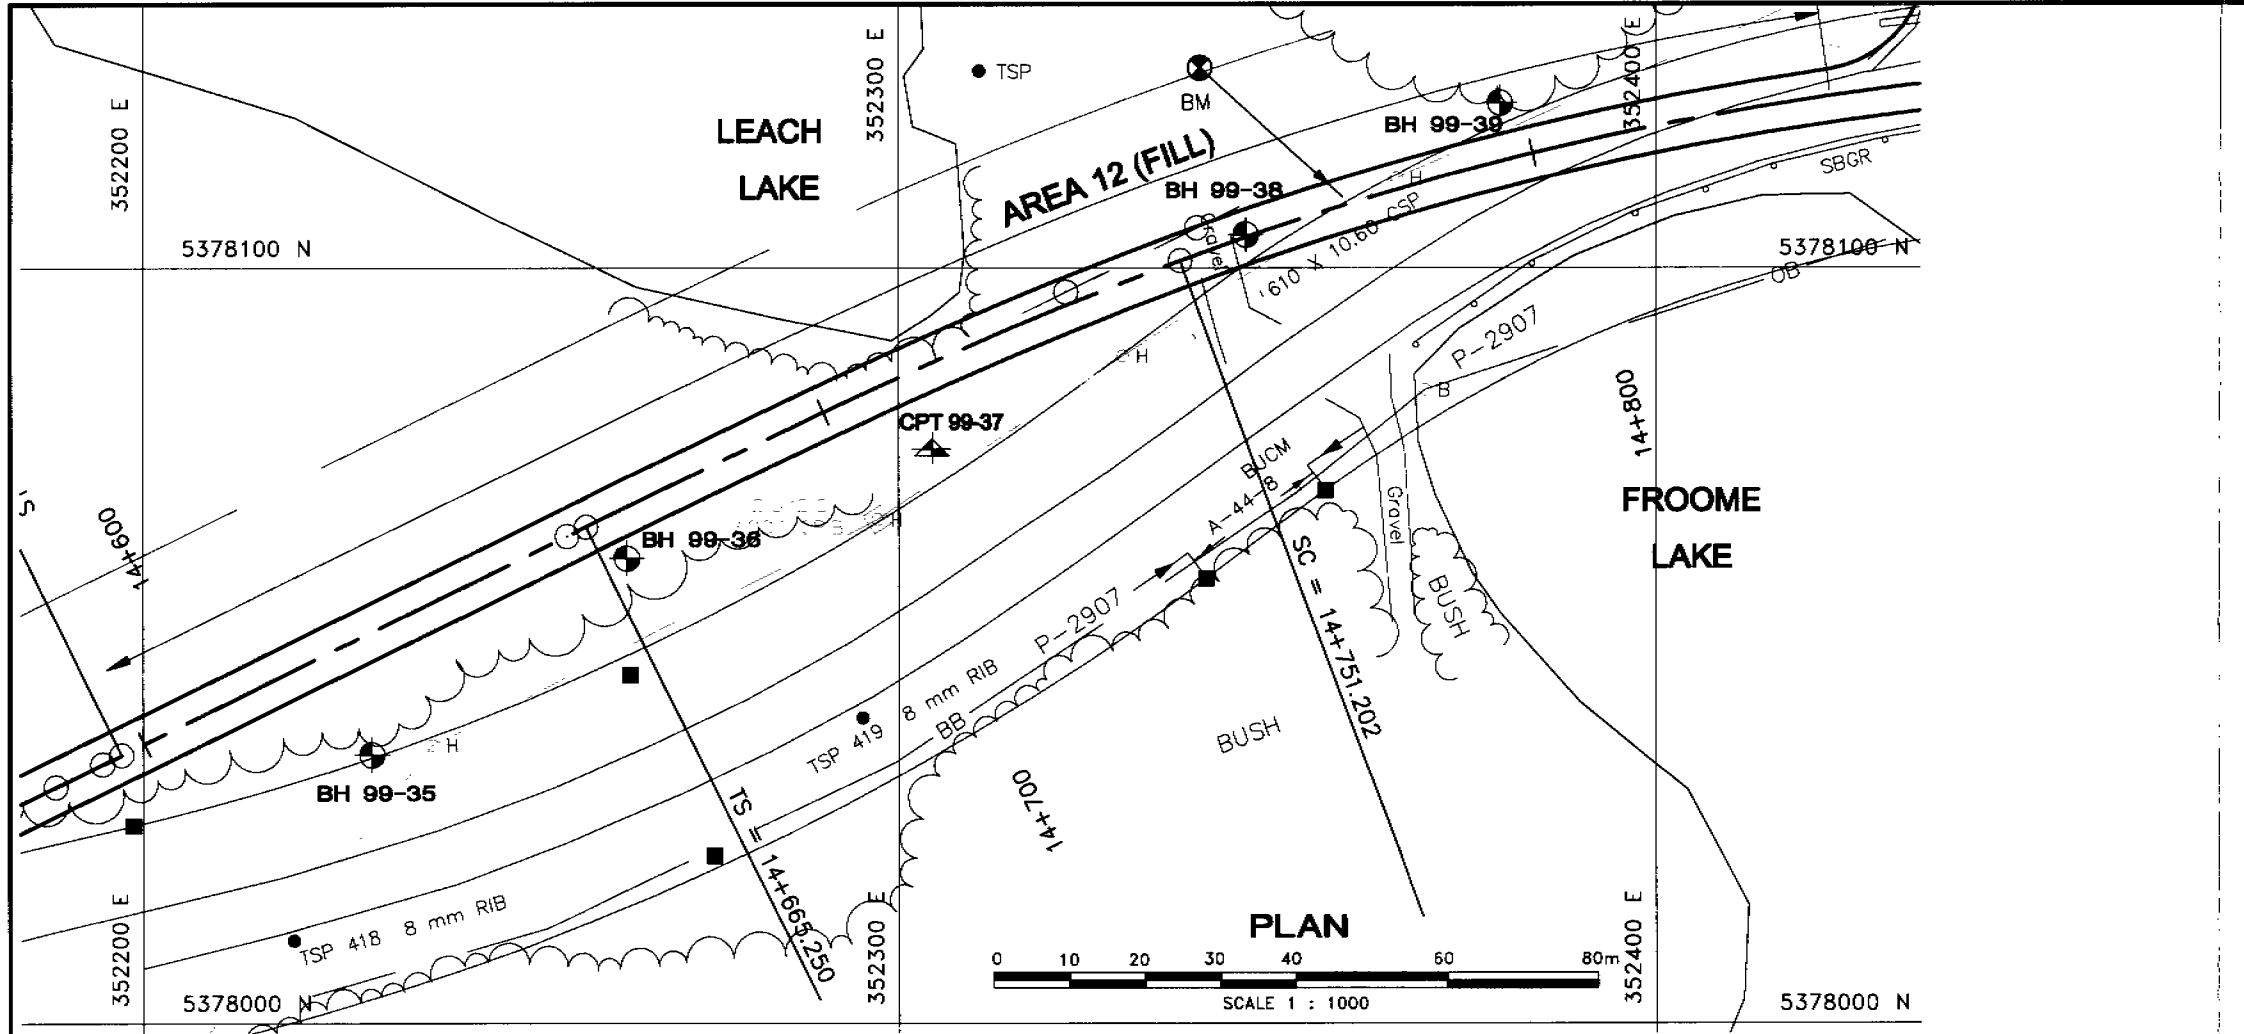 352200 E
352300 E
352400 E
TSP
BM
BH 99-39
LEACH
LAKE
AREA 12 (FILL)
BH 99-38
SBGR
5378100 N
5378100 N
Gravel
610 X 10.60 CSP
OB
P-2907
H
H
B
14+800
CPT 99-37
BUCM
A-44-8
Gravel
FROOME
LAKE
14+600
BH 99-36
H
SC = 14+751.202
BUSH
P-2907
8 mm RIB
TSP 419
BB
BUSH
H
BH 99-35
TS = 14+665.250
14+700
TSP 418 8 mm RIB
352200 E
352300 E
352400 E
PLAN
0 10 20 30 40 60 80m
SCALE 1 : 1000
5378000 N
5378000 N